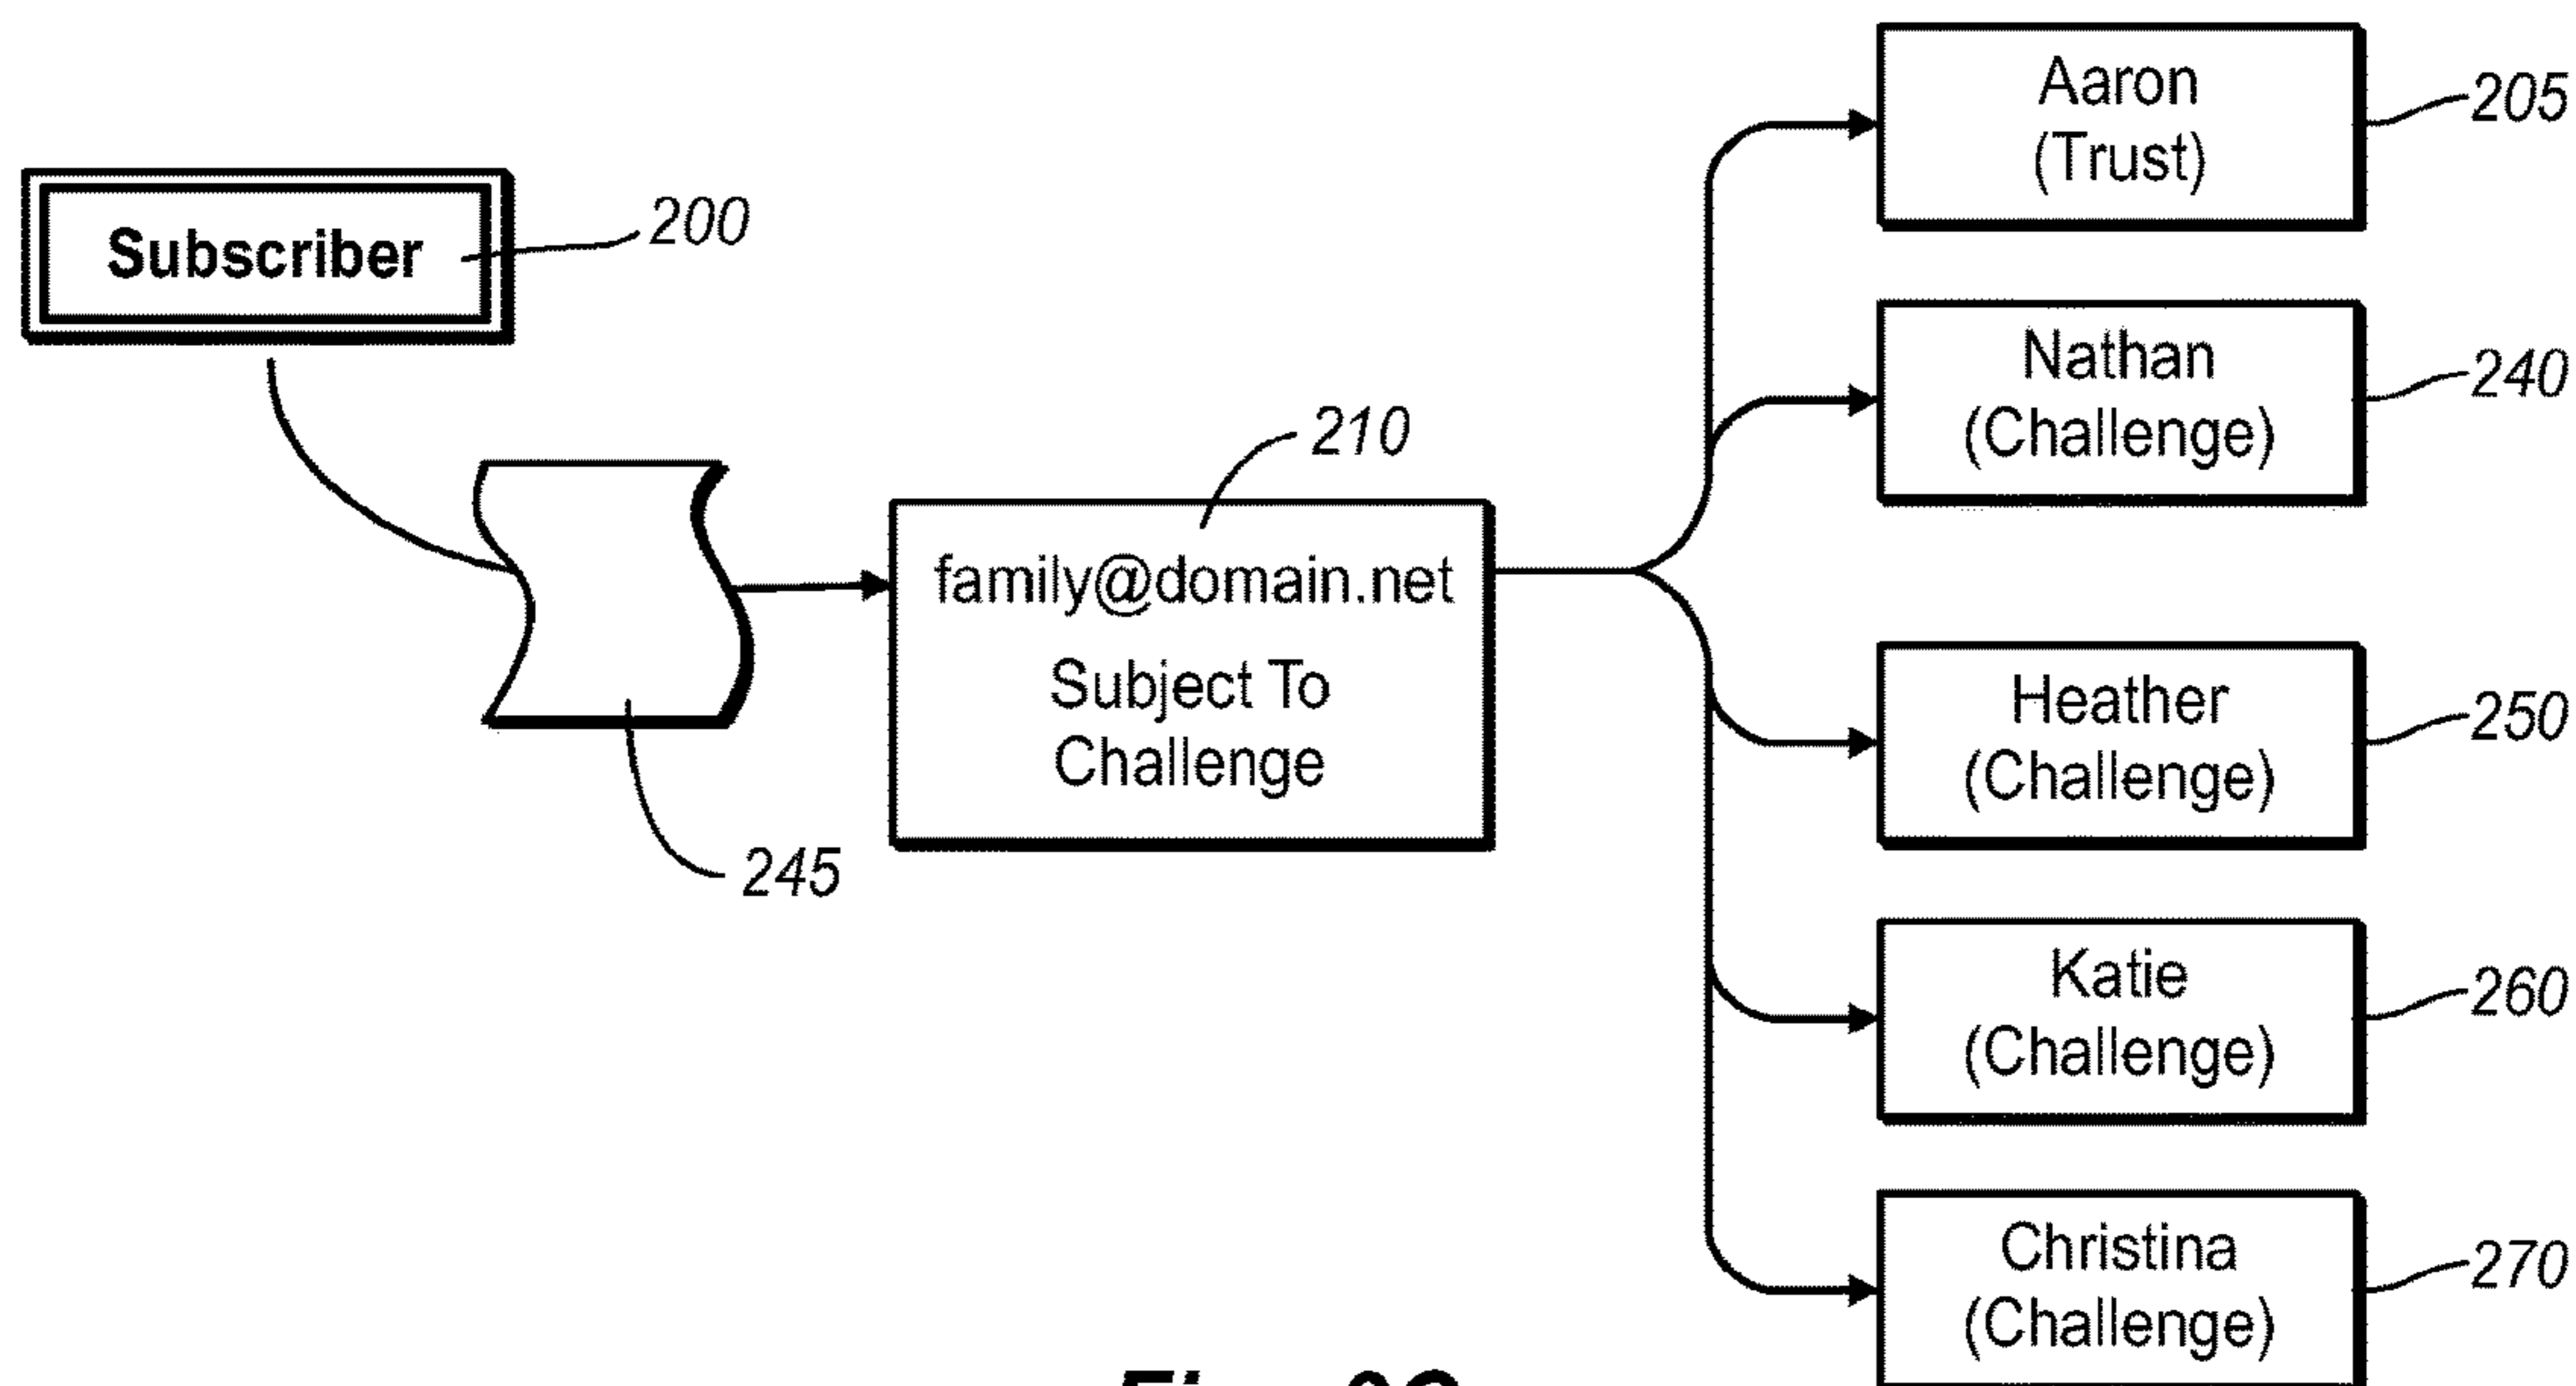 Subscriber
200
245
210
family@domain.net
Subject To
Challenge
Aaron
(Trust)
205
Nathan
(Challenge)
240
Heather
(Challenge)
250
Katie
(Challenge)
260
Christina
(Challenge)
270